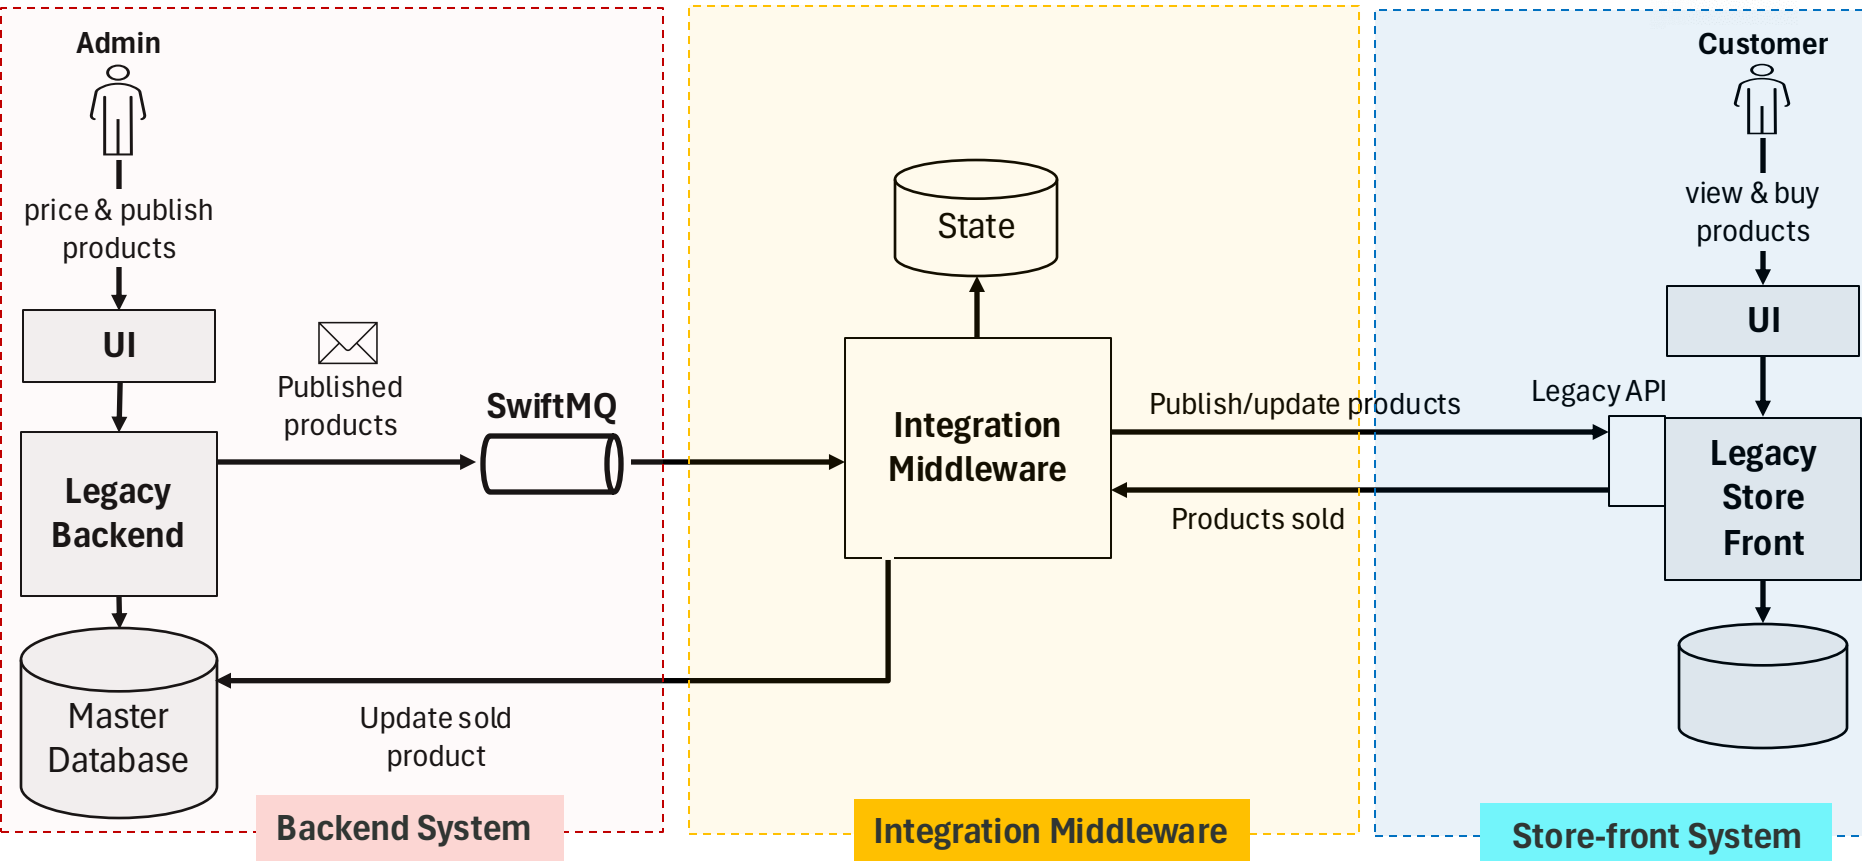 Admin
price & publish
products
UI
Legacy
Backend
Master
Database
Published
products
SwiftMQ
Update sold
product
Backend System
State
Integration
Middleware
Publish/update products
Products sold
Integration Middleware
Customer
view & buy
products
UI
Legacy API
Legacy
Store
Front
Store-front System